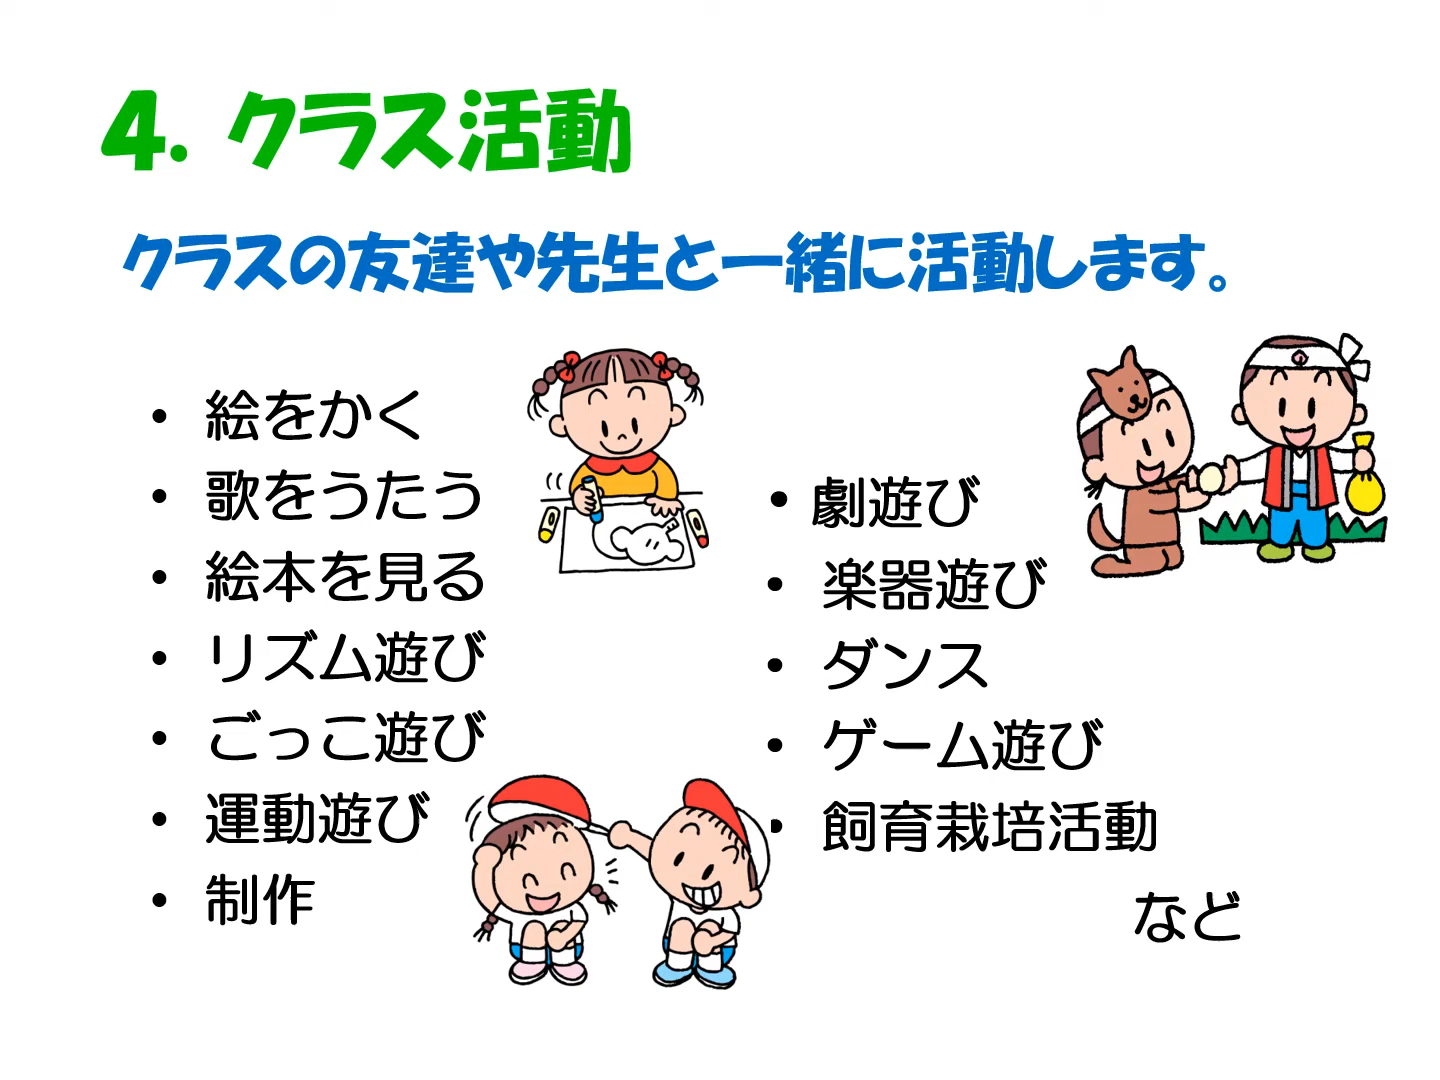 4. クラス活動
クラスの友達や先生と一緒に活動します。
• 絵をかく
• 歌をうたう
• 絵本を見る
• リズム遊び
• ごっこ遊び
• 運動遊び
• 制作
• 劇遊び
• 楽器遊び
• ダンス
• ゲーム遊び
• 飼育栽培活動
など